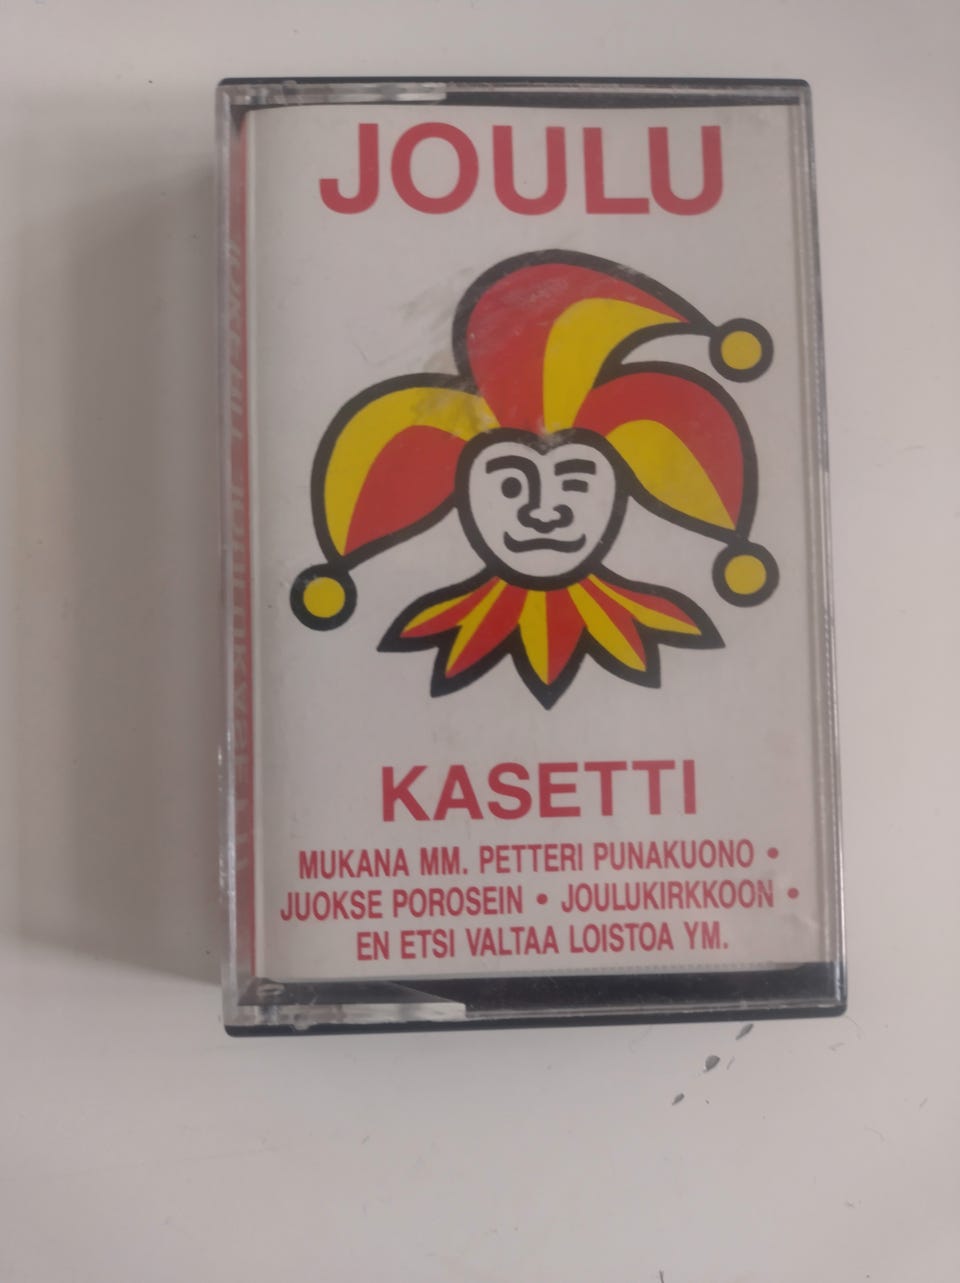 JOULU
KASETTI
MUKANA MM. PETTERI PUNAKUONO •
JUOKSE POROSEIN • JOULUKIRKKOON •
EN ETSI VALTAA LOISTOA YM.